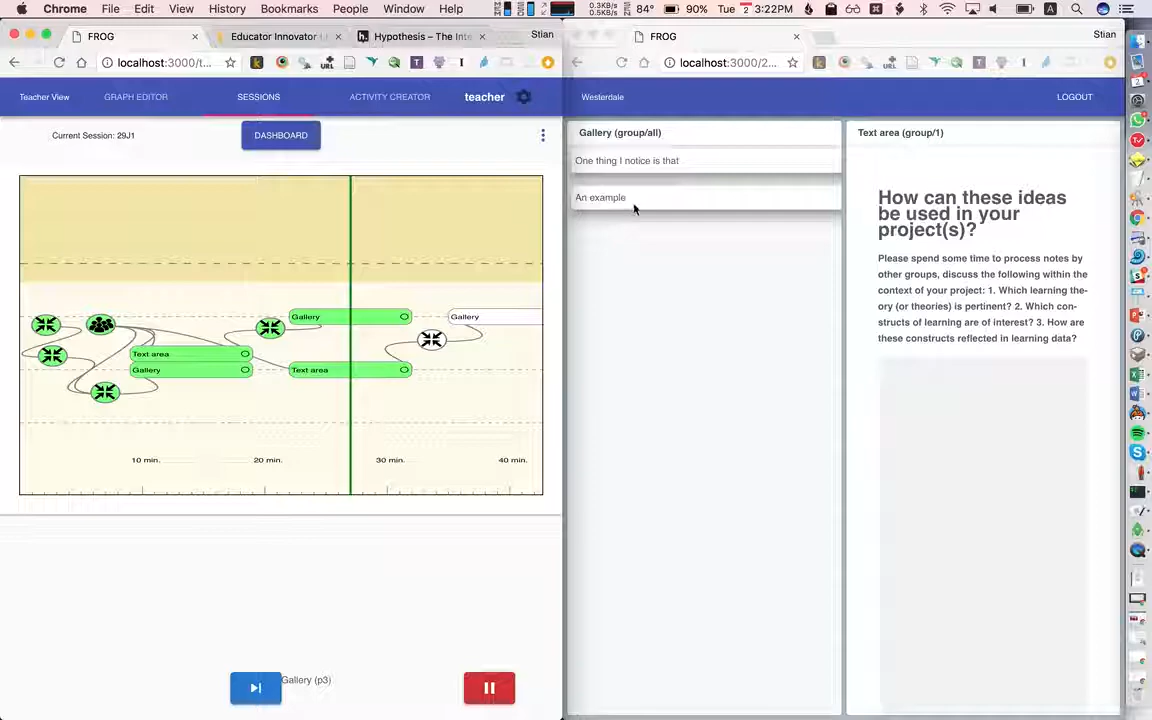 Chrome File Edit View History Bookmarks People Window Help
0.3KB/s
0.5KB/s
84° 90% Tue 2 3:22PM A
FROG × Educator Innovator × Hypothesis – The Inte × Stian
localhost:3000/t...
Teacher View GRAPH EDITOR SESSIONS ACTIVITY CREATOR teacher
Current Session: 29J1 DASHBOARD
Gallery
Gallery
Text area
Gallery
Text area
10 min. 20 min. 30 min. 40 min.
Gallery (p3)
FROG × Stian
localhost:3000/2...
Westerdale LOGOUT
Gallery (group/all)
One thing I notice is that
An example
Text area (group/1)
How can these ideas
be used in your
project(s)?
Please spend some time to process notes by
other groups, discuss the following within the
context of your project: 1. Which learning the-
ory (or theories) is pertinent? 2. Which con-
structs of learning are of interest? 3. How are
these constructs reflected in learning data?